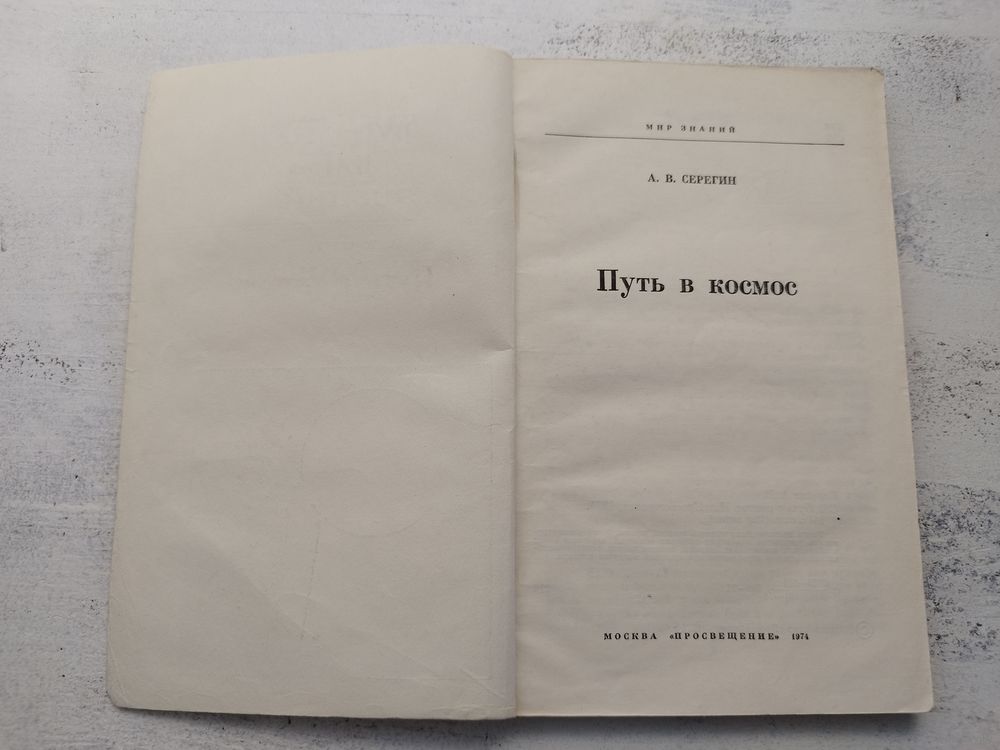 МИР ЗНАНИЙ
А. В. СЕРЕГИН
Путь в космос
МОСКВА «ПРОСВЕЩЕНИЕ» 1974